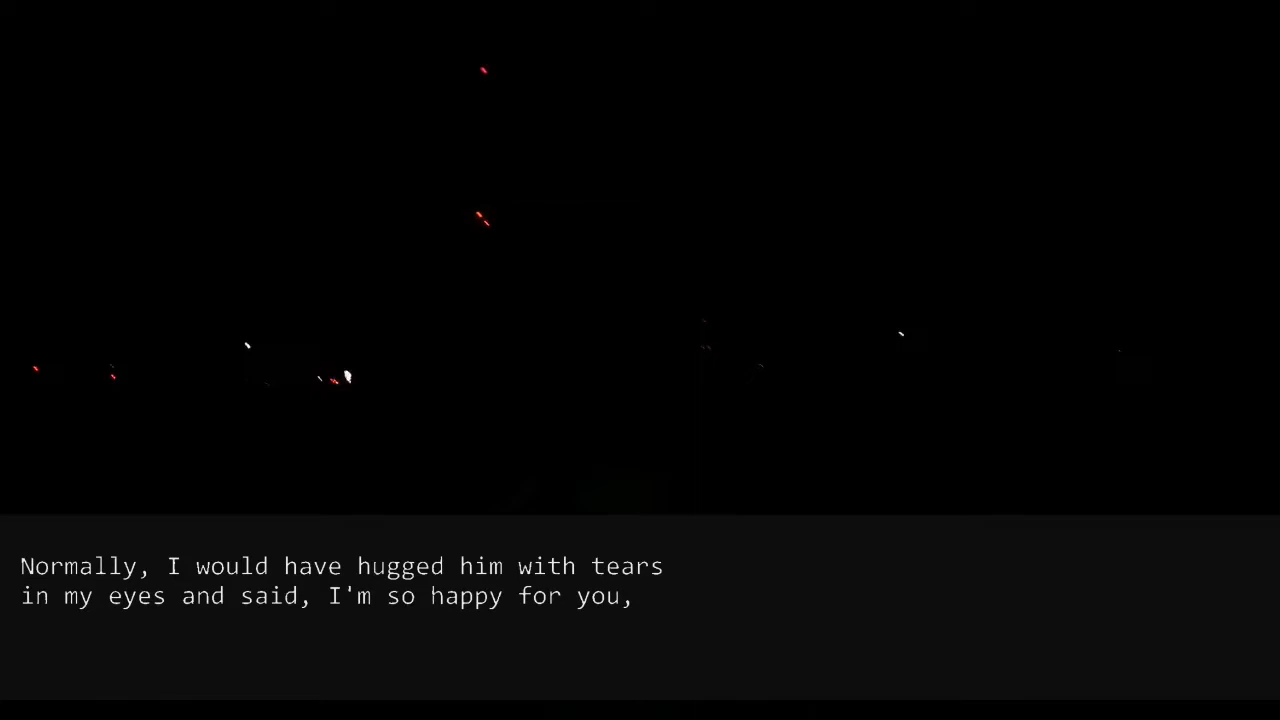 Normally, I would have hugged him with tears
in my eyes and said, I'm so happy for you,